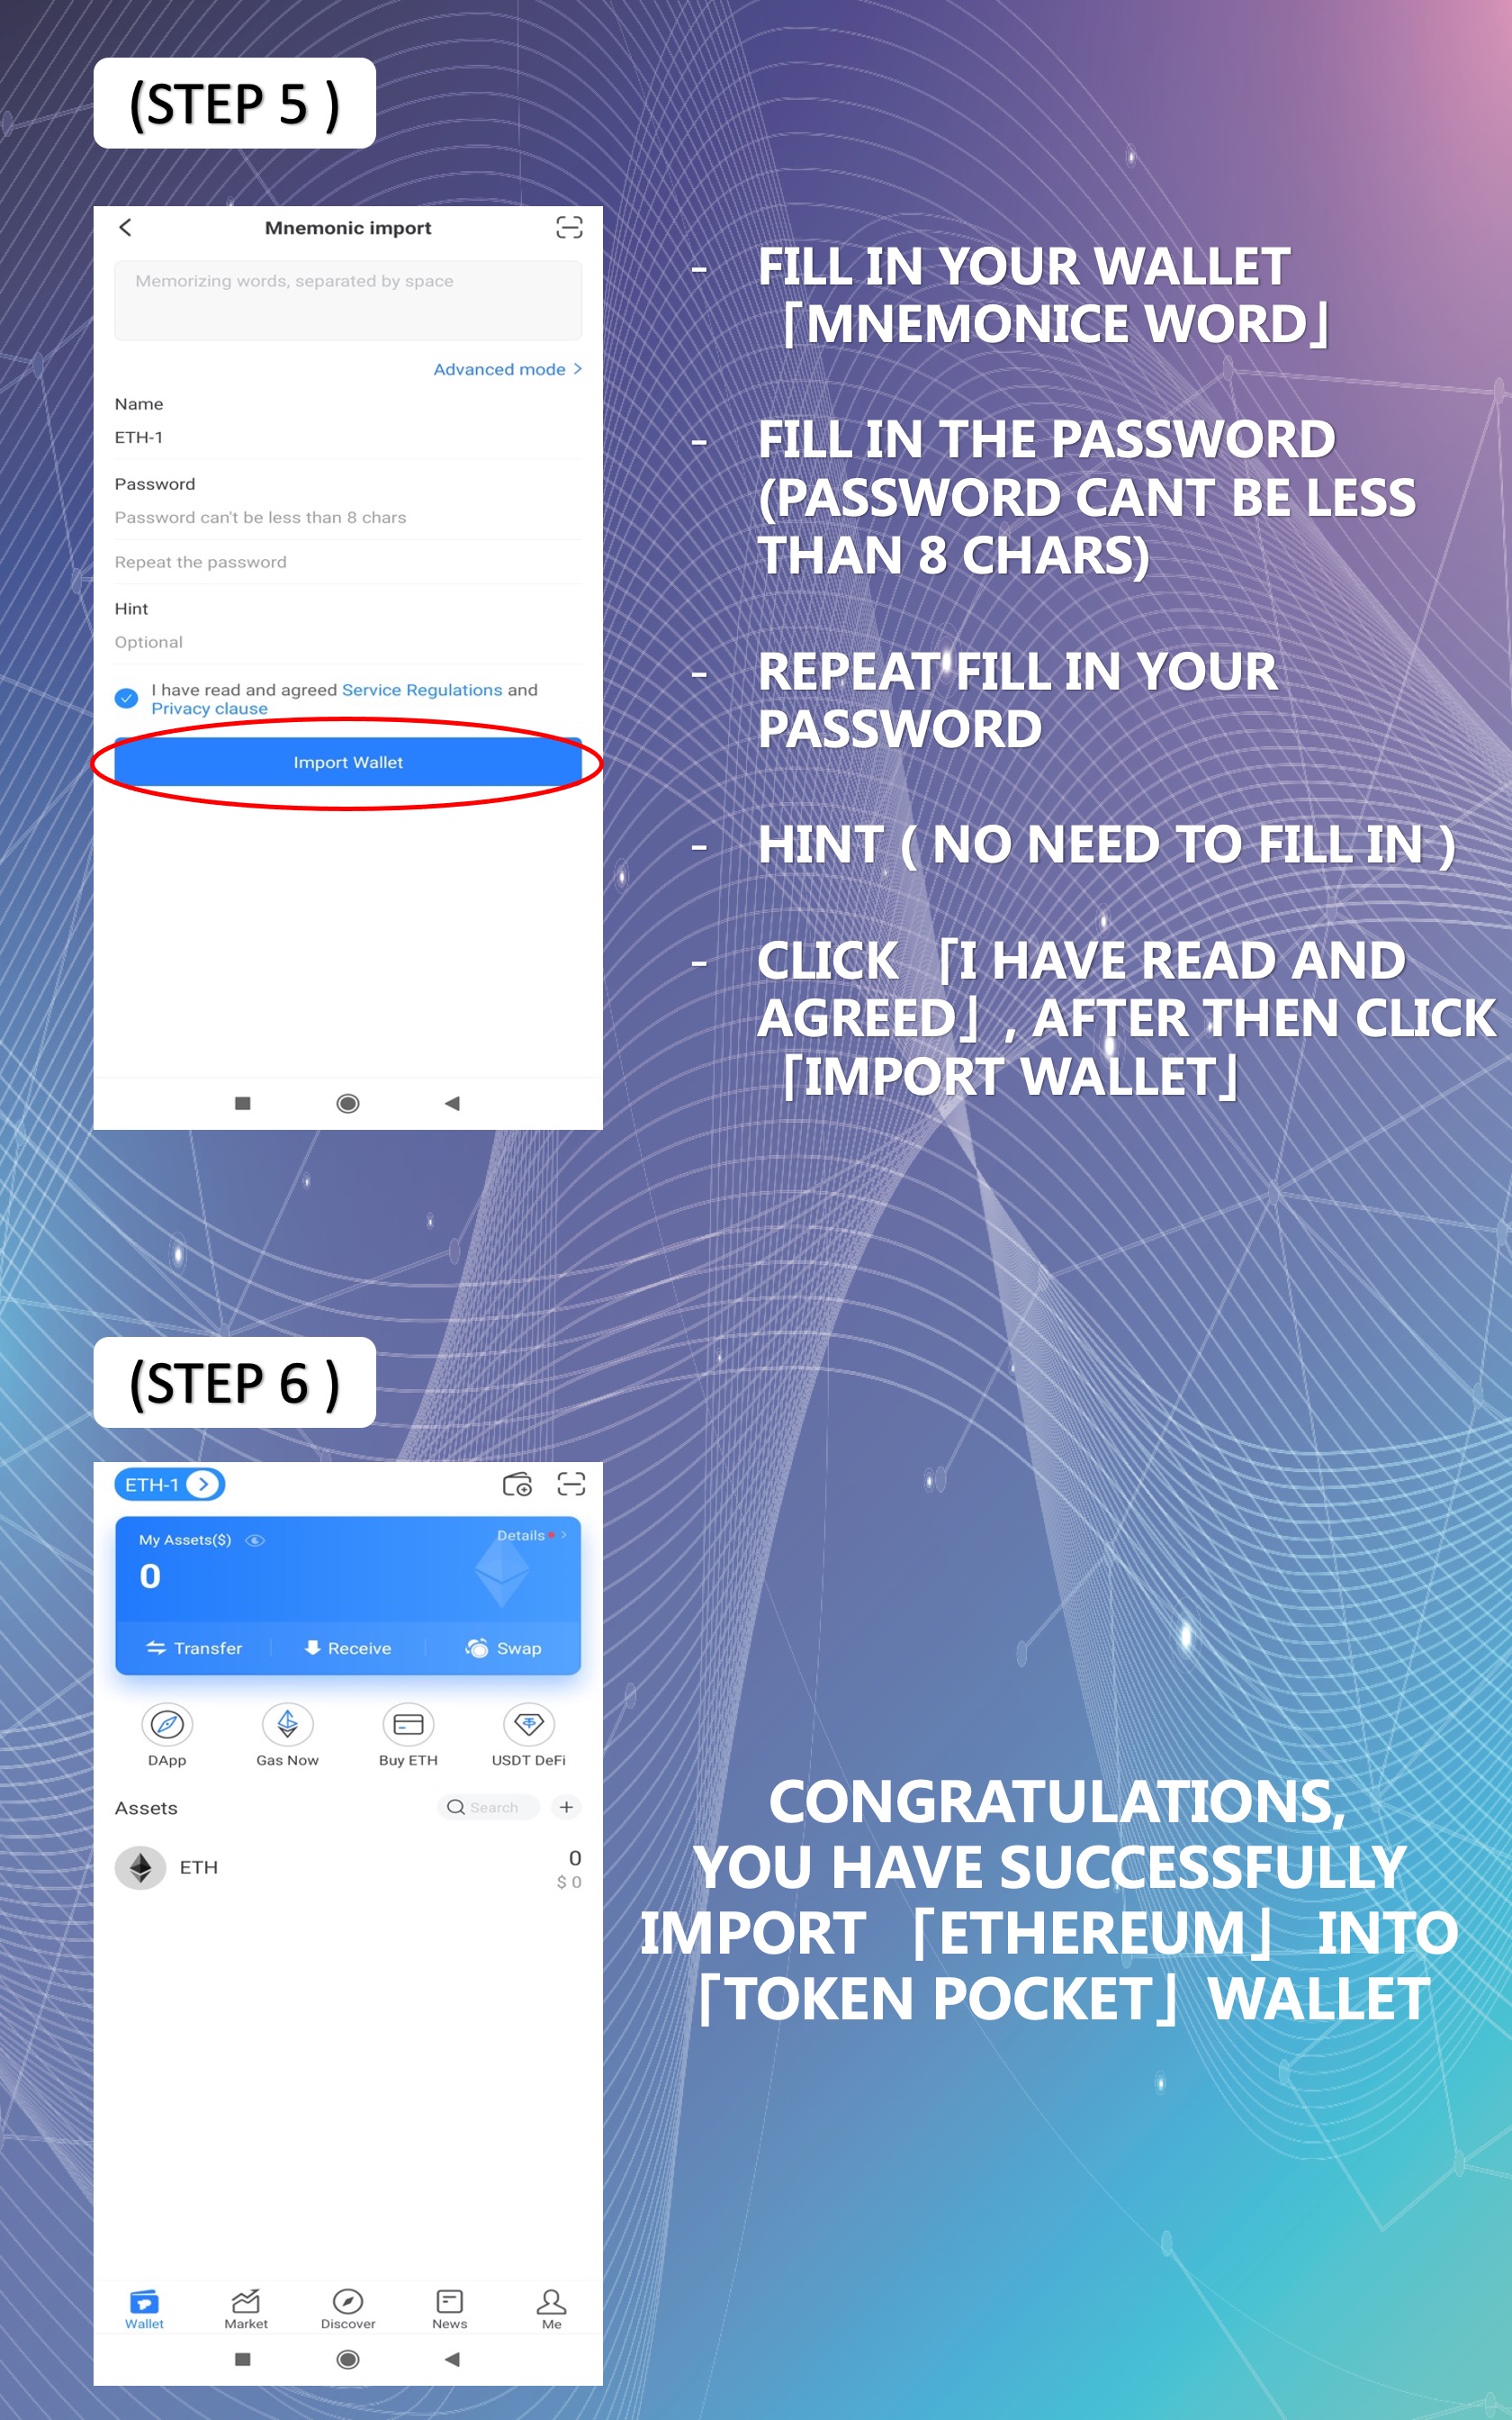 (STEP 5 )
Mnemonic import
Memorizing words, separated by space
Advanced mode >
Name
ETH-1
Password
Password can't be less than 8 chars
Repeat the password
Hint
Optional
I have read and agreed Service Regulations and
Privacy clause
Import Wallet
- FILL IN YOUR WALLET
「MNEMONICE WORD」
- FILL IN THE PASSWORD
(PASSWORD CANT BE LESS
THAN 8 CHARS)
- REPEAT FILL IN YOUR
PASSWORD
- HINT ( NO NEED TO FILL IN )
- CLICK 「I HAVE READ AND
AGREED」, AFTER THEN CLICK
「IMPORT WALLET」
(STEP 6 )
ETH-1
My Assets($)
Details
0
Transfer
Receive
Swap
DApp
Gas Now
Buy ETH
USDT DeFi
Assets
Search
ETH
0
$ 0
Wallet
Market
Discover
News
Me
CONGRATULATIONS,
YOU HAVE SUCCESSFULLY
IMPORT 「ETHEREUM」 INTO
「TOKEN POCKET」WALLET